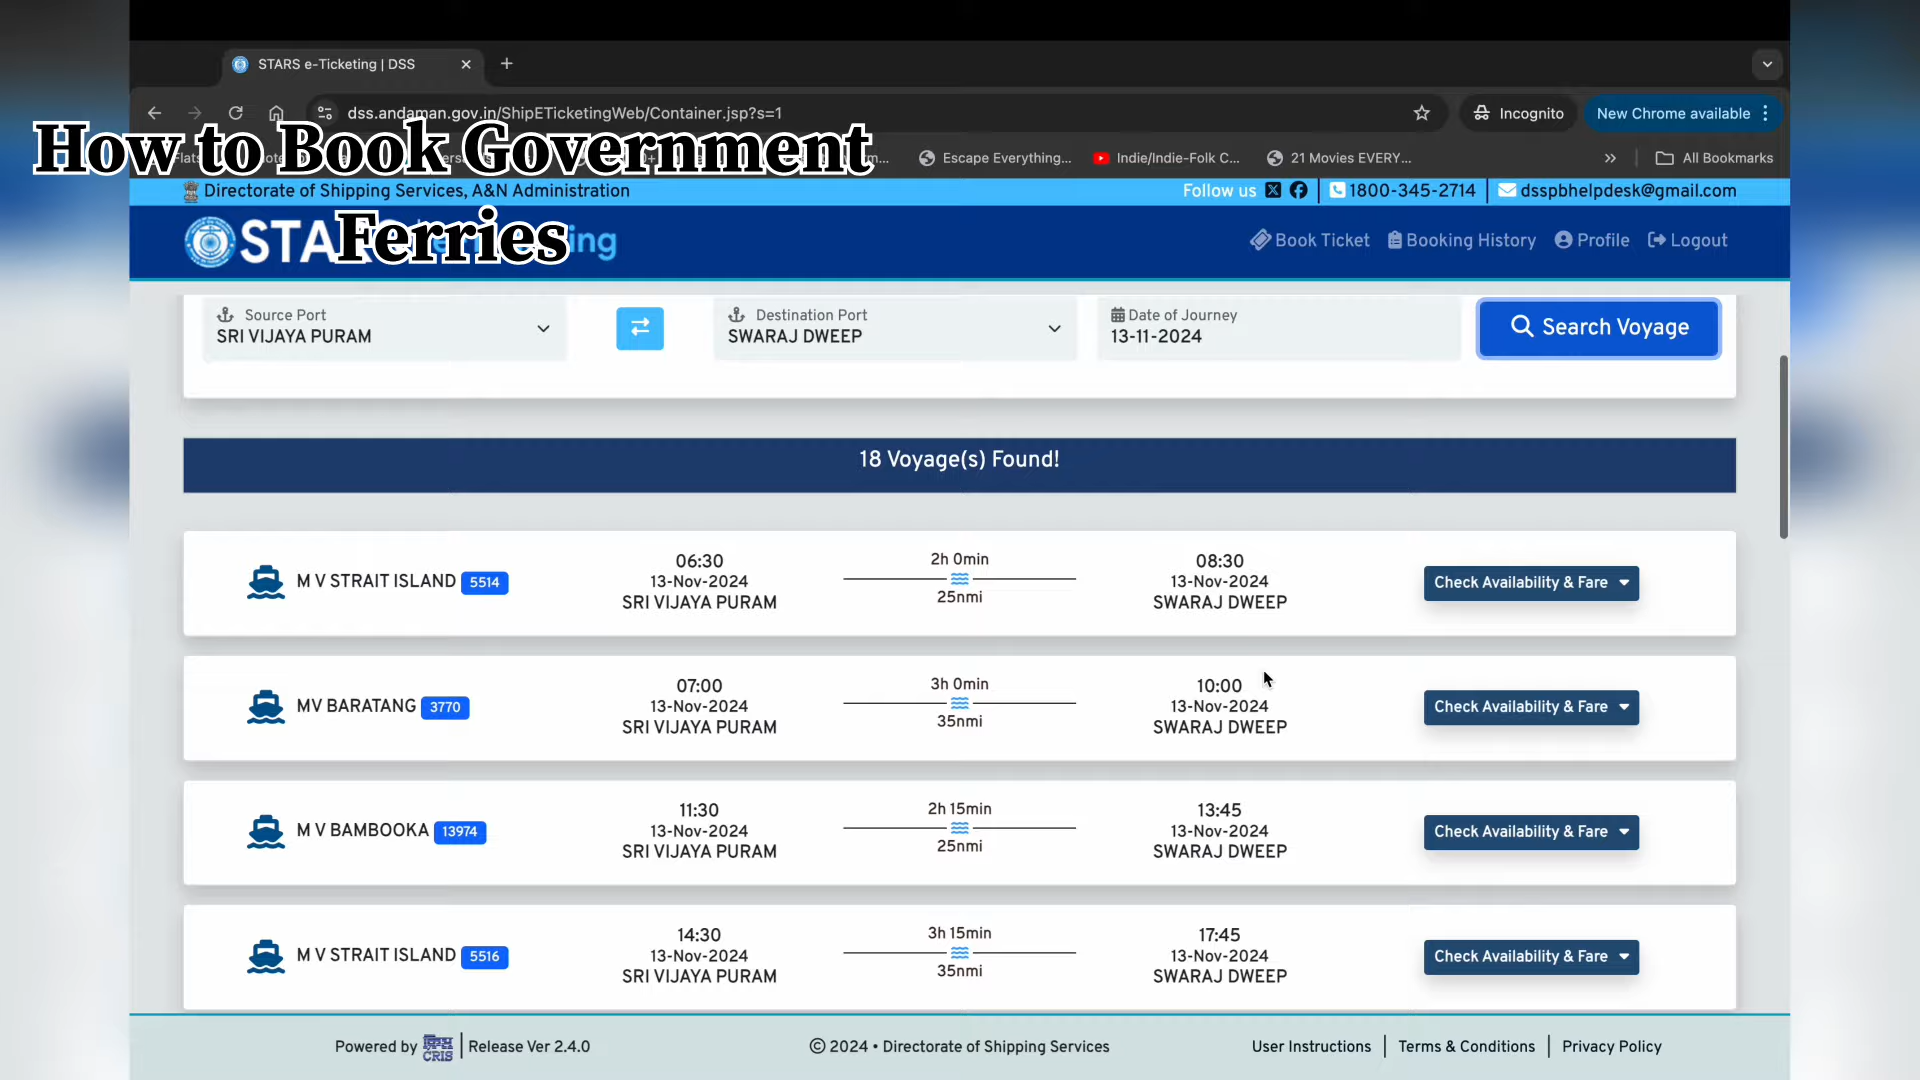 STARS e-Ticketing | DSS
dss.andaman.gov.in/ShipETicketingWeb/Container.jsp?s=1
Incognito
New Chrome available
How to Book Government
Ferries
Escape Everything...
Indie/Indie-Folk C...
21 Movies EVERY...
All Bookmarks
Directorate of Shipping Services, A&N Administration
Follow us
1800-345-2714
dsspbhelpdesk@gmail.com
Book Ticket
Booking History
Profile
Logout
Source Port
SRI VIJAYA PURAM
Destination Port
SWARAJ DWEEP
Date of Journey
13-11-2024
Search Voyage
18 Voyage(s) Found!
M V STRAIT ISLAND 5514
06:30
13-Nov-2024
SRI VIJAYA PURAM
2h 0min
25nmi
08:30
13-Nov-2024
SWARAJ DWEEP
Check Availability & Fare
MV BARATANG 3770
07:00
13-Nov-2024
SRI VIJAYA PURAM
3h 0min
35nmi
10:00
13-Nov-2024
SWARAJ DWEEP
Check Availability & Fare
M V BAMBOOKA 13974
11:30
13-Nov-2024
SRI VIJAYA PURAM
2h 15min
25nmi
13:45
13-Nov-2024
SWARAJ DWEEP
Check Availability & Fare
M V STRAIT ISLAND 5516
14:30
13-Nov-2024
SRI VIJAYA PURAM
3h 15min
35nmi
17:45
13-Nov-2024
SWARAJ DWEEP
Check Availability & Fare
Powered by CRIS | Release Ver 2.4.0
© 2024 • Directorate of Shipping Services
User Instructions
Terms & Conditions
Privacy Policy